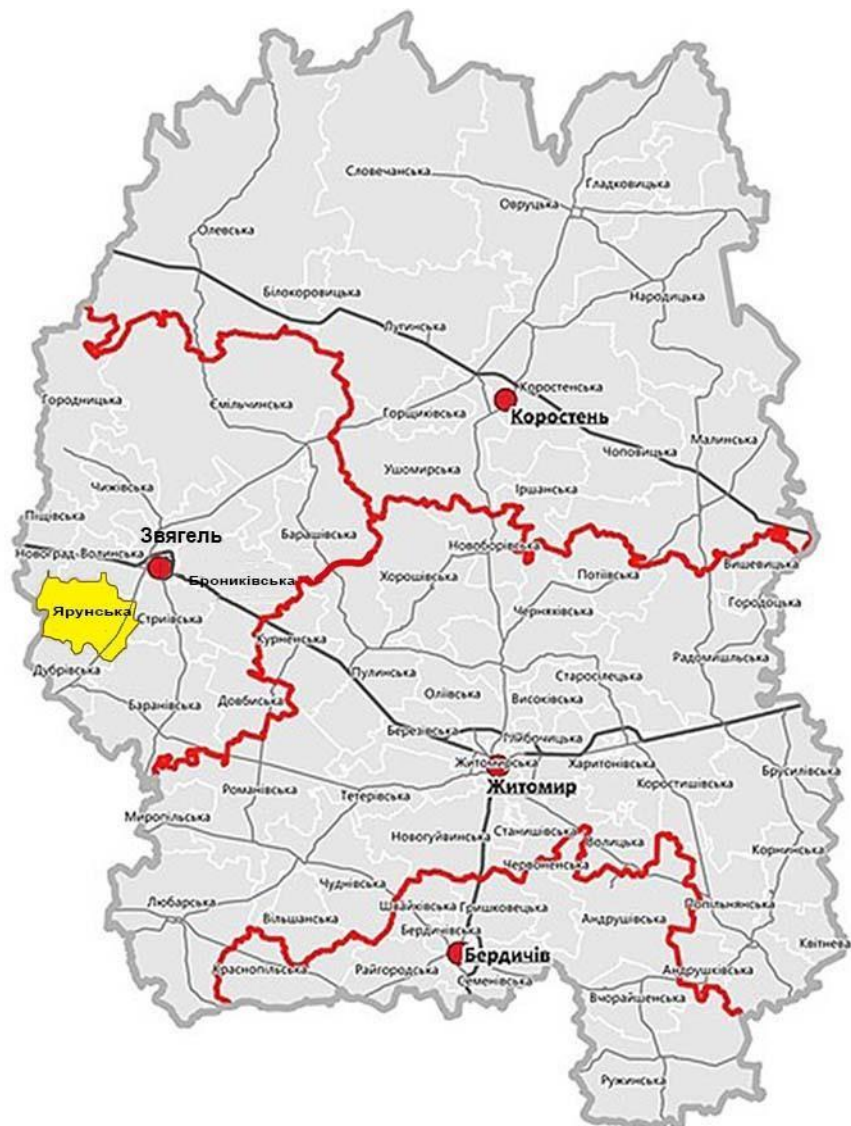 Словечанська
Гладковицька
Овруцька
Олевська
Білокоровицька
Народицька
Лугинська
Коростенська
Городницька
Ємільчинська
Горщиківська
Коростень
Малинська
Чоповицька
Ушомирська
Чижівська
Іршанська
Піщівська
Звягель
Барашівська
Новоград-Волинська
Новоборівська
Вишевицька
Брониківська
Хорошівська
Потіївська
Ярунська
Стриївська
Черняхівська
Городоцька
Курненська
Дубрівська
Пулинська
Радомишльська
Старосілецька
Баранівська
Довбиська
Оліївська
Високівська
Березівська
Глибочицька
Житомирська
Харитонівська
Брусилівська
Житомир
Коростишівська
Романівська
Тетерівська
Миропільська
Новогуйвинська
Станишівська
Волицька
Корнинська
Червоненська
Чуднівська
Любарська
Швайківська
Гришковецька
Попільнянська
Вільшанська
Андрушівська
Бердичівська
Квітнева
Бердичів
Краснопільська
Райгородська
Андрушківська
Семенівська
Вчорайшенська
Ружинська